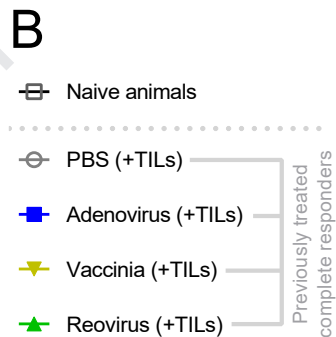 B
Naive animals
PBS (+TILs)
Adenovirus (+TILs)
Vaccinia (+TILs)
Reovirus (+TILs)
Previously treated
complete responders